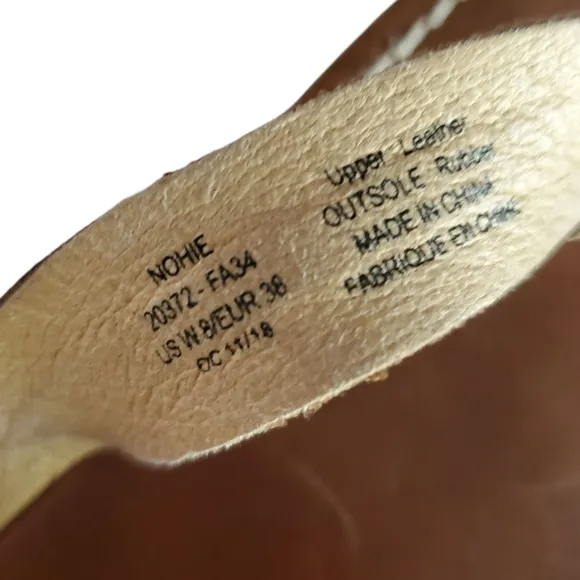 NOHIE
20372 - FA34
US W 8/EUR 38
DC 11/18
Upper Leather
OUTSOLE Rubber
MADE IN CHINA
FABRIQUE EN CHINE